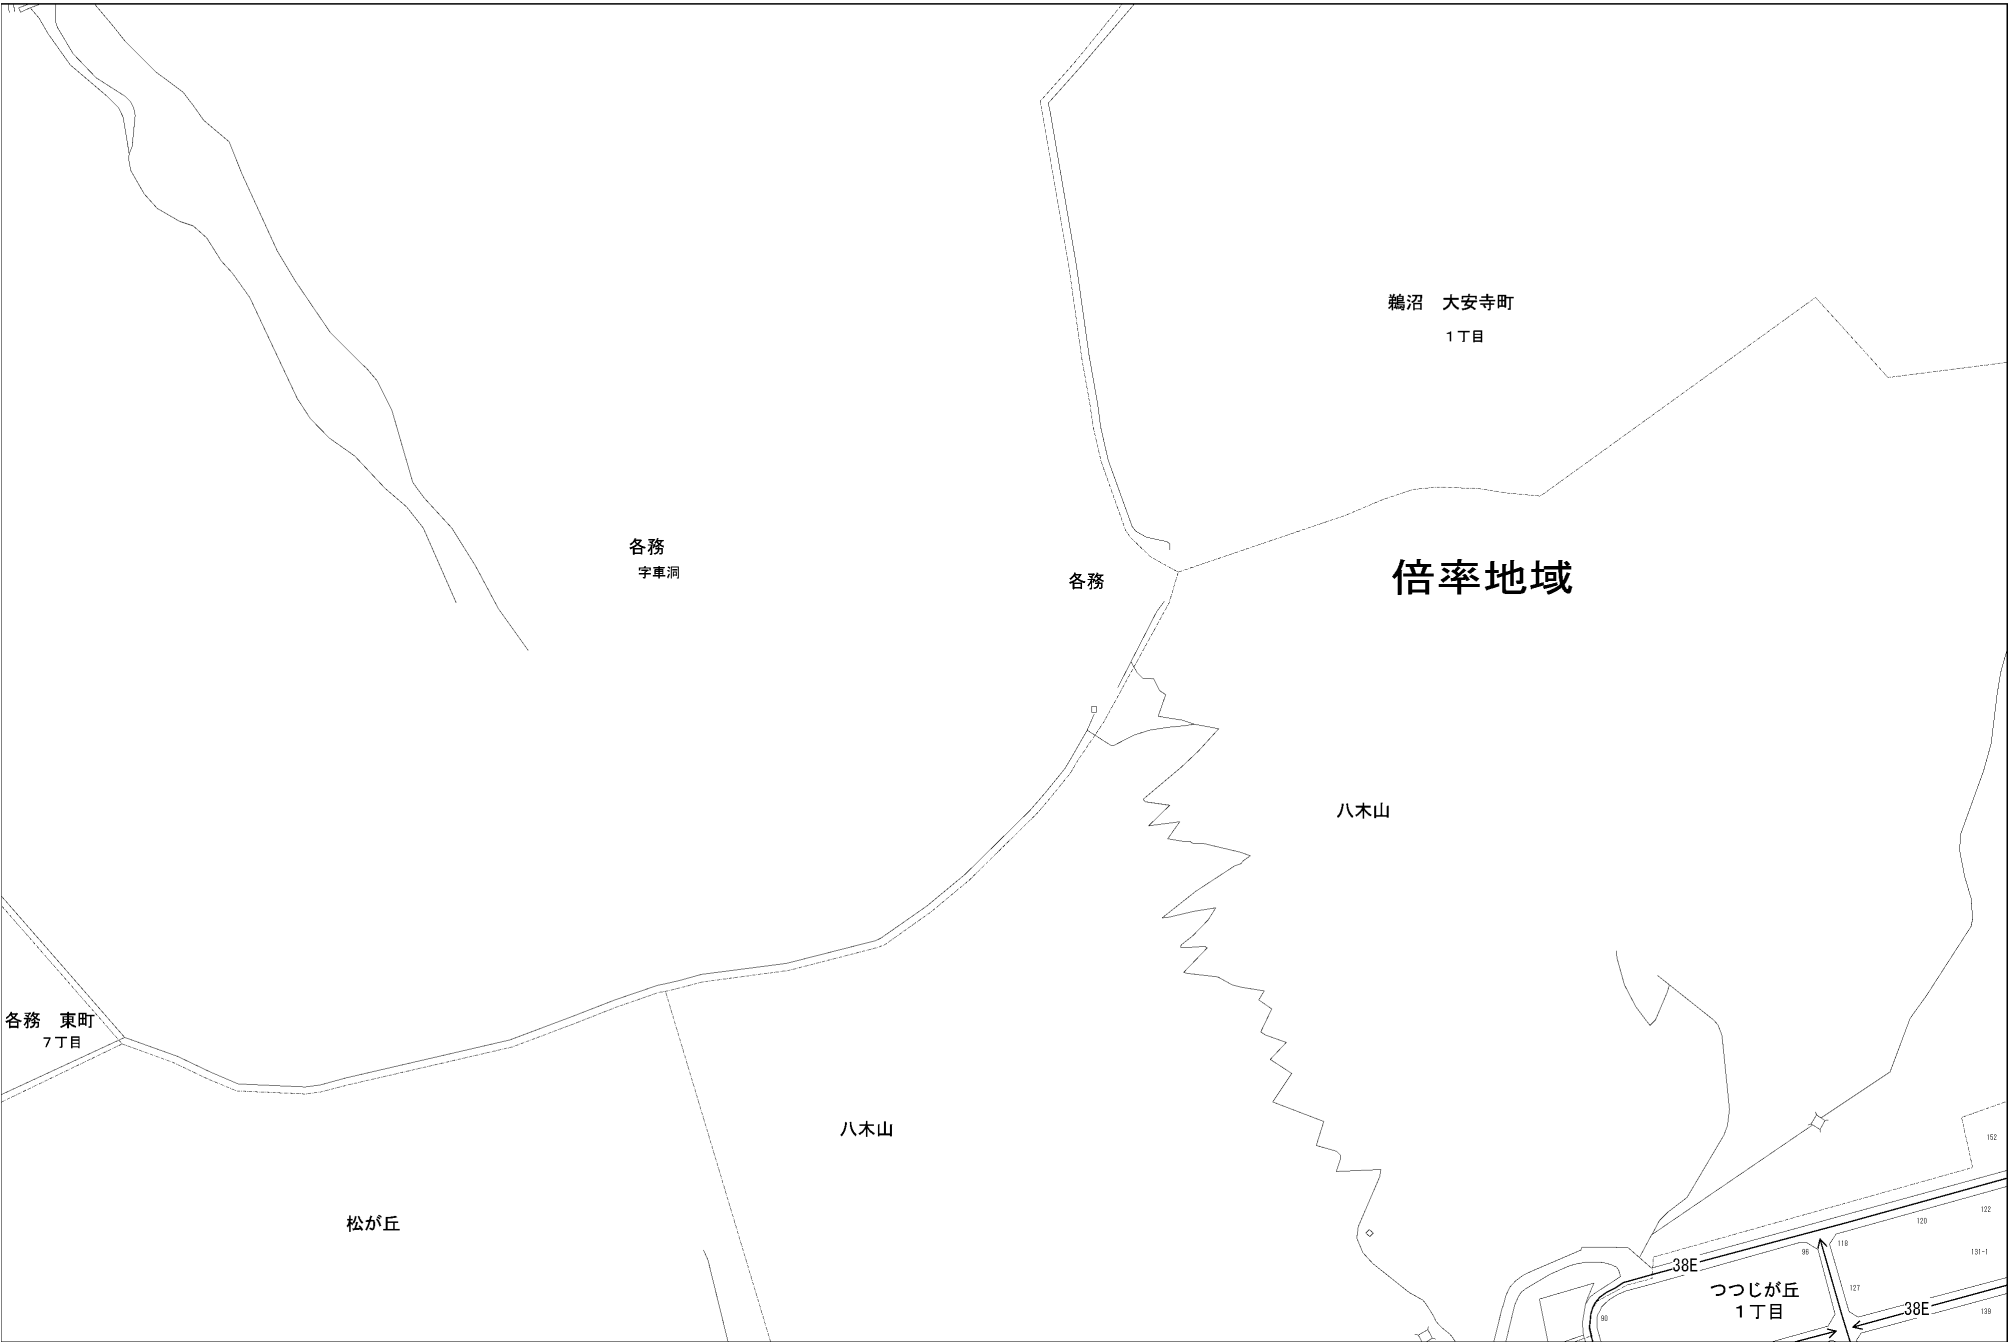 鵜沼　大安寺町
1丁目
各務
字車洞
各務
倍率地域
八木山
各務　東町
7丁目
八木山
152
松が丘
122
120
118
96
131-1
38E
つつじが丘
1丁目
127
38E
139
90